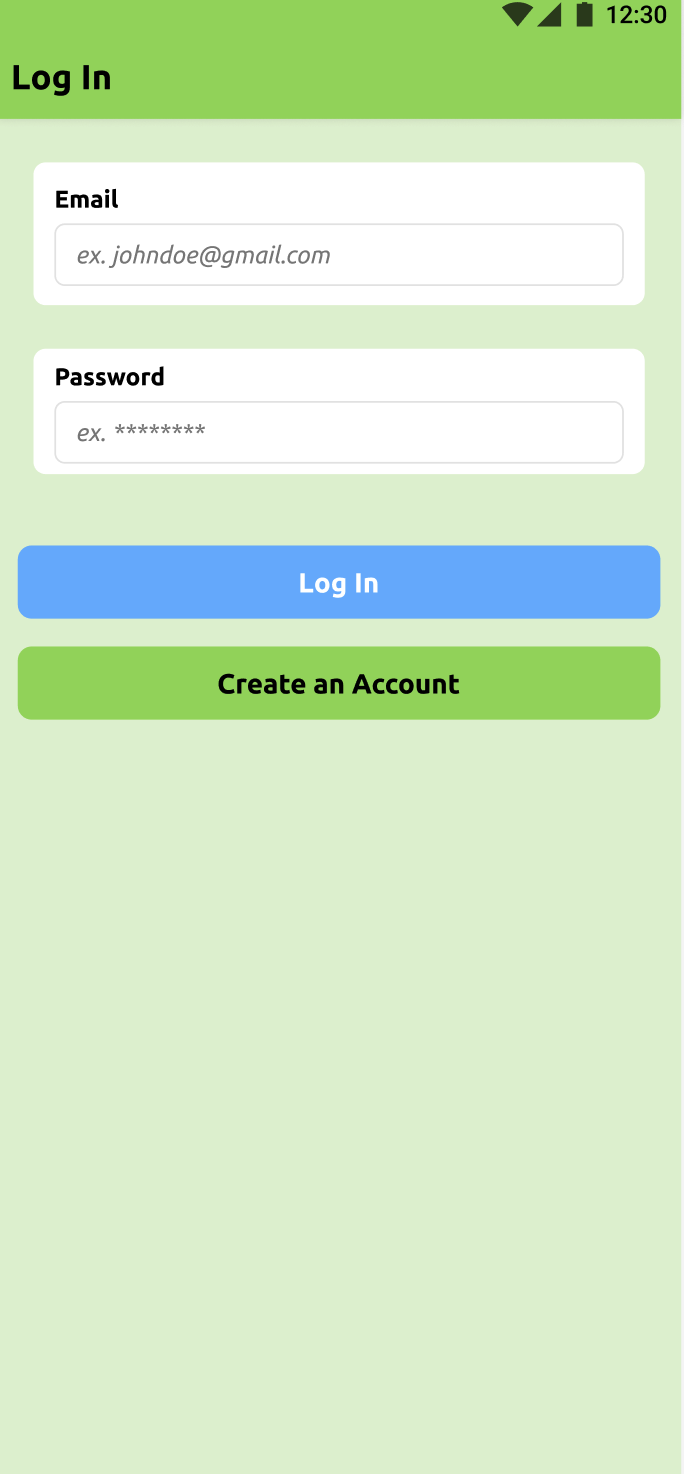 12:30
Log In
Email
ex. johndoe@gmail.com
Password
ex. ********
Log In
Create an Account